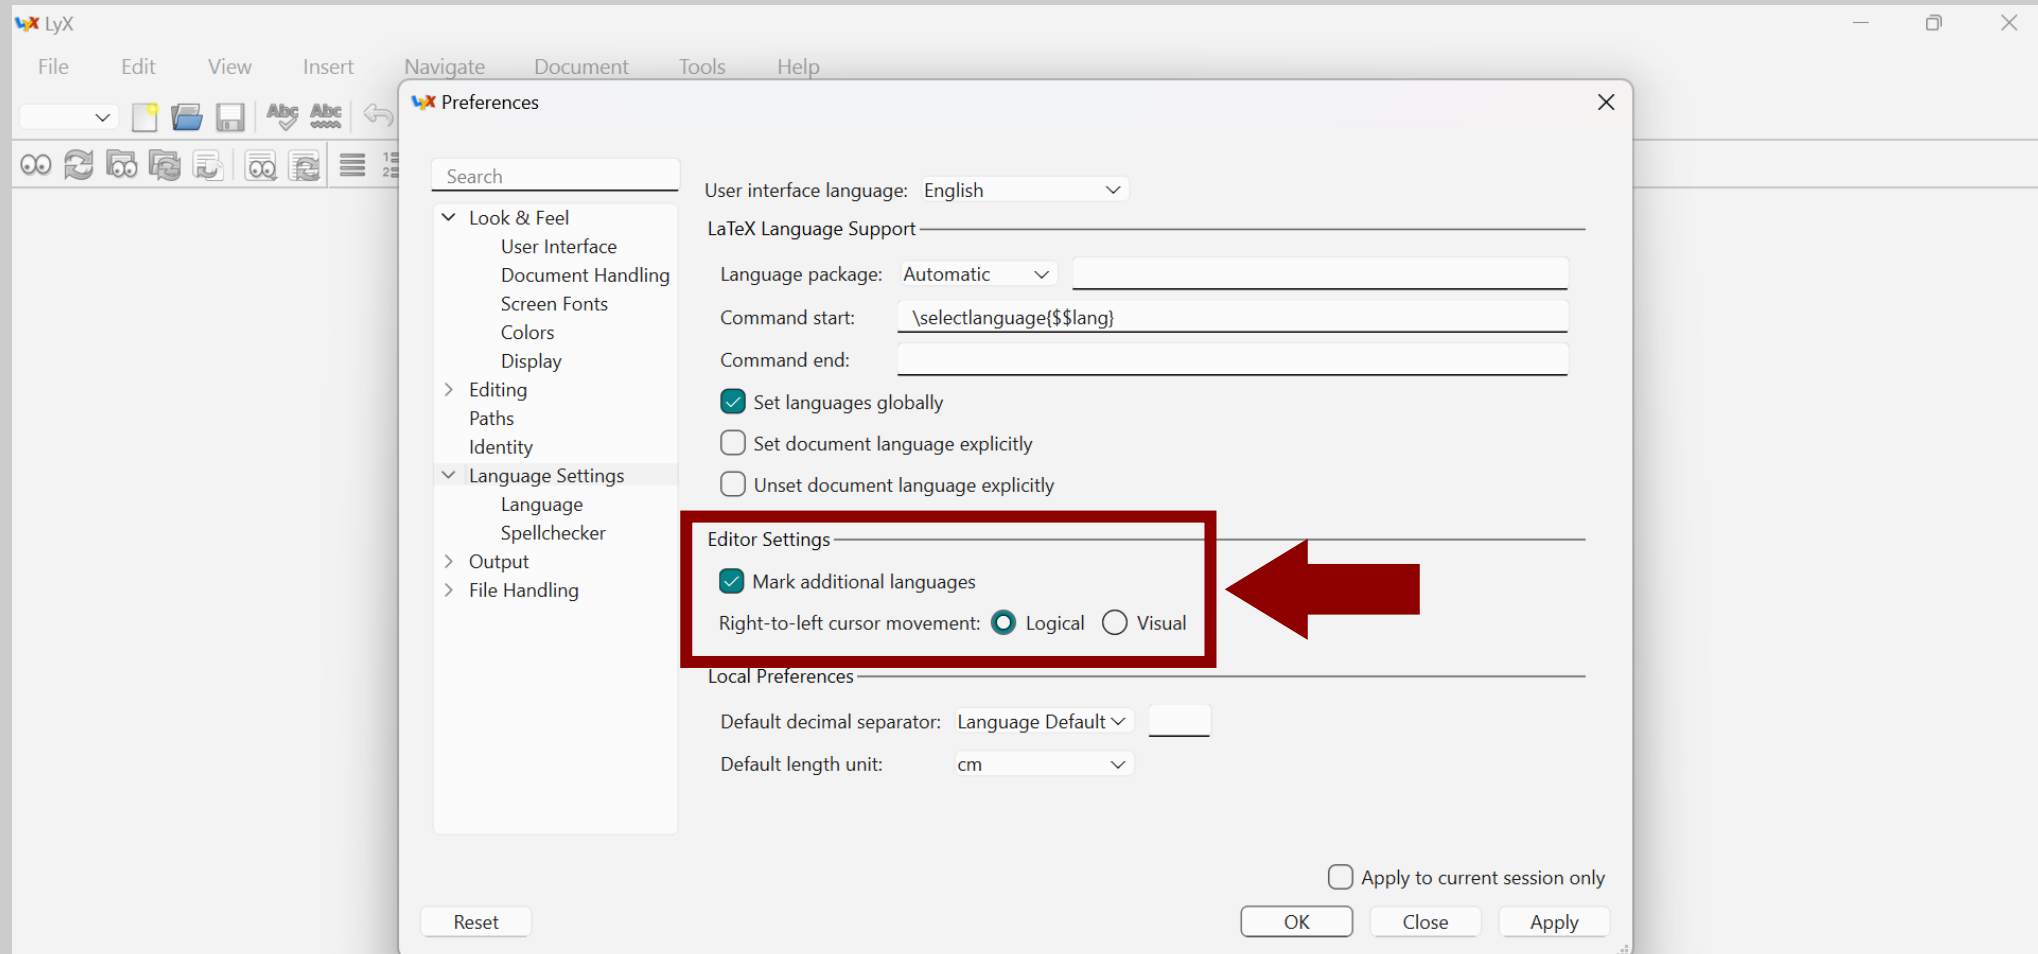 LyX
File Edit View Insert Navigate Document Tools Help
Preferences
Abc Abc
Search
Look & Feel
User Interface
Document Handling
Screen Fonts
Colors
Display
Editing
Paths
Identity
Language Settings
Language
Spellchecker
Output
File Handling
User interface language: English
LaTeX Language Support
Language package: Automatic
Command start: \selectlanguage{$$lang}
Command end:
Set languages globally
Set document language explicitly
Unset document language explicitly
Editor Settings
Mark additional languages
Right-to-left cursor movement: Logical Visual
Local Preferences
Default decimal separator: Language Default
Default length unit: cm
Apply to current session only
Reset OK Close Apply